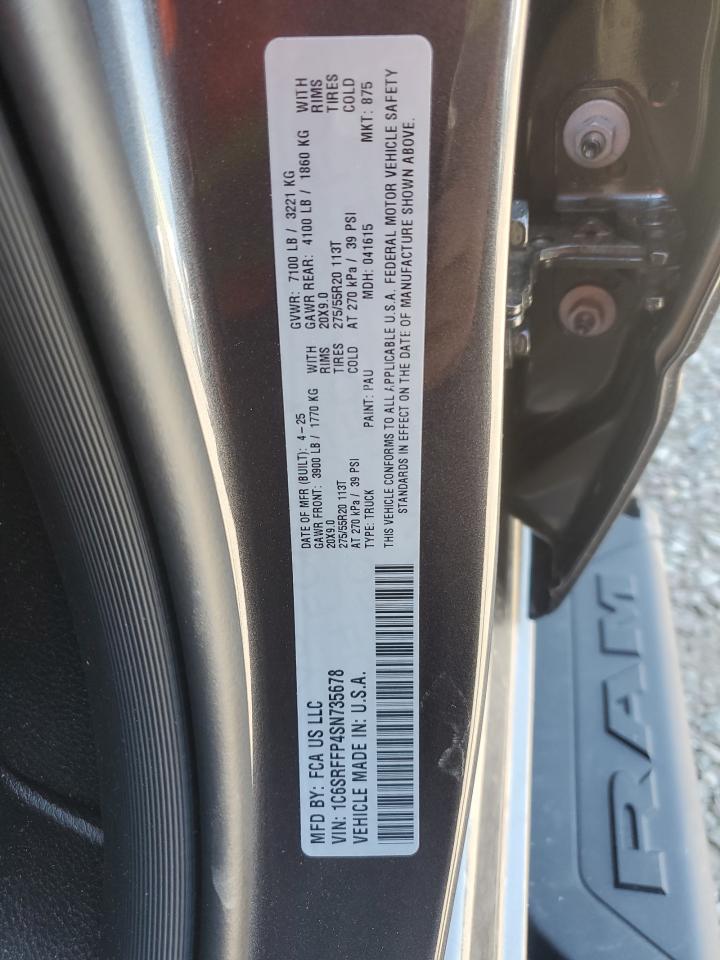 MFD BY: FCA US LLC
VIN: 1C6SRFFP4SN735678
VEHICLE MADE IN: U.S.A.
DATE OF MFR (BUILT): 4-25 GVWR: 7100 LB / 3221 KG
GAWR FRONT: 3900 LB / 1770 KG WITH GAWR REAR: 4100 LB / 1860 KG WITH
20X9.0 RIMS 20X9.0 RIMS
275/55R20 113T TIRES 275/55R20 113T TIRES
AT 270 kPa / 39 PSI COLD AT 270 kPa / 39 PSI COLD
TYPE: TRUCK PAINT: PAU MDH: 041615 MKT: 875
THIS VEHICLE CONFORMS TO ALL APPLICABLE U.S.A. FEDERAL MOTOR VEHICLE SAFETY
STANDARDS IN EFFECT ON THE DATE OF MANUFACTURE SHOWN ABOVE.
RAM